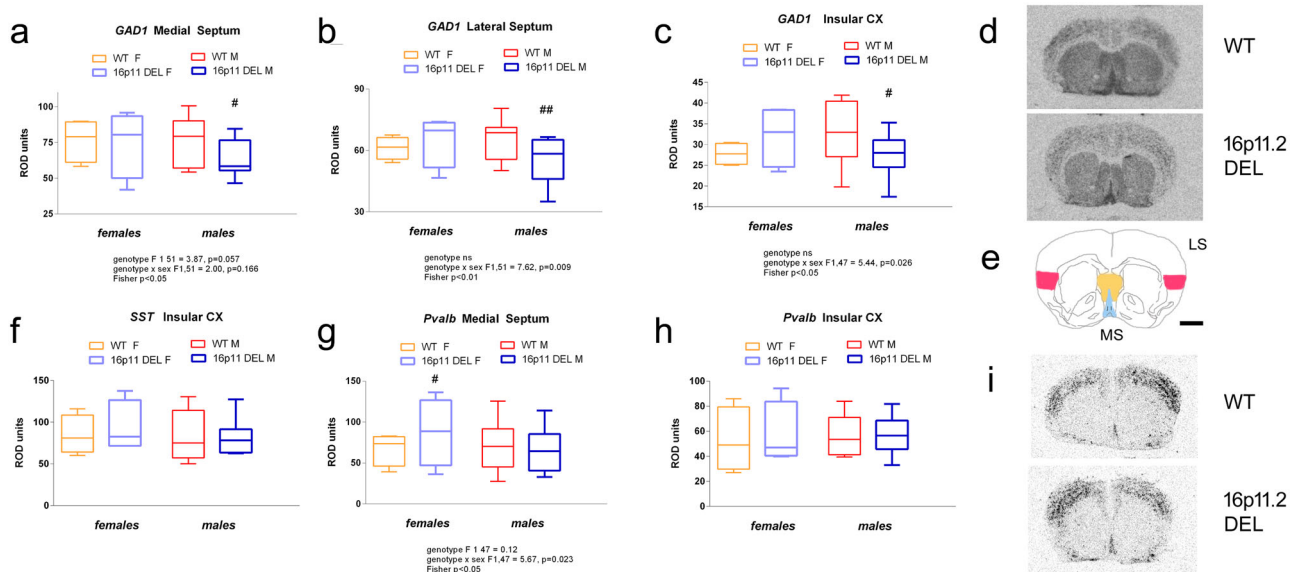 a
GAD1 Medial Septum
WT F
WT M
16p11 DEL F
16p11 DEL M
ROD units
100
75
50
25
#
females
males
genotype F 1 51 = 3.87, p=0.057
genotype x sex F1,51 = 2.00, p=0.166
Fisher p<0.05
b
GAD1 Lateral Septum
WT F
WT M
16p11 DEL F
16p11 DEL M
ROD units
90
60
30
##
females
males
genotype ns
genotype x sex F1,51 = 7.62, p=0.009
Fisher p<0.01
c
GAD1 Insular CX
WT F
WT M
16p11 DEL F
16p11 DEL M
ROD units
45
40
35
30
25
20
15
#
females
males
genotype ns
genotype x sex F1,47 = 5.44, p=0.026
Fisher p<0.05
d
WT
16p11.2
DEL
e
LS
MS
f
SST Insular CX
WT F
WT M
16p11 DEL F
16p11 DEL M
ROD units
150
100
50
0
females
males
g
Pvalb Medial Septum
WT F
WT M
16p11 DEL F
16p11 DEL M
ROD units
150
100
50
0
#
females
males
genotype F 1 47 = 0.12
genotype x sex F1,47 = 5.67, p=0.023
Fisher p<0.05
h
Pvalb Insular CX
WT F
WT M
16p11 DEL F
16p11 DEL M
ROD units
100
80
60
40
20
0
females
males
i
WT
16p11.2
DEL